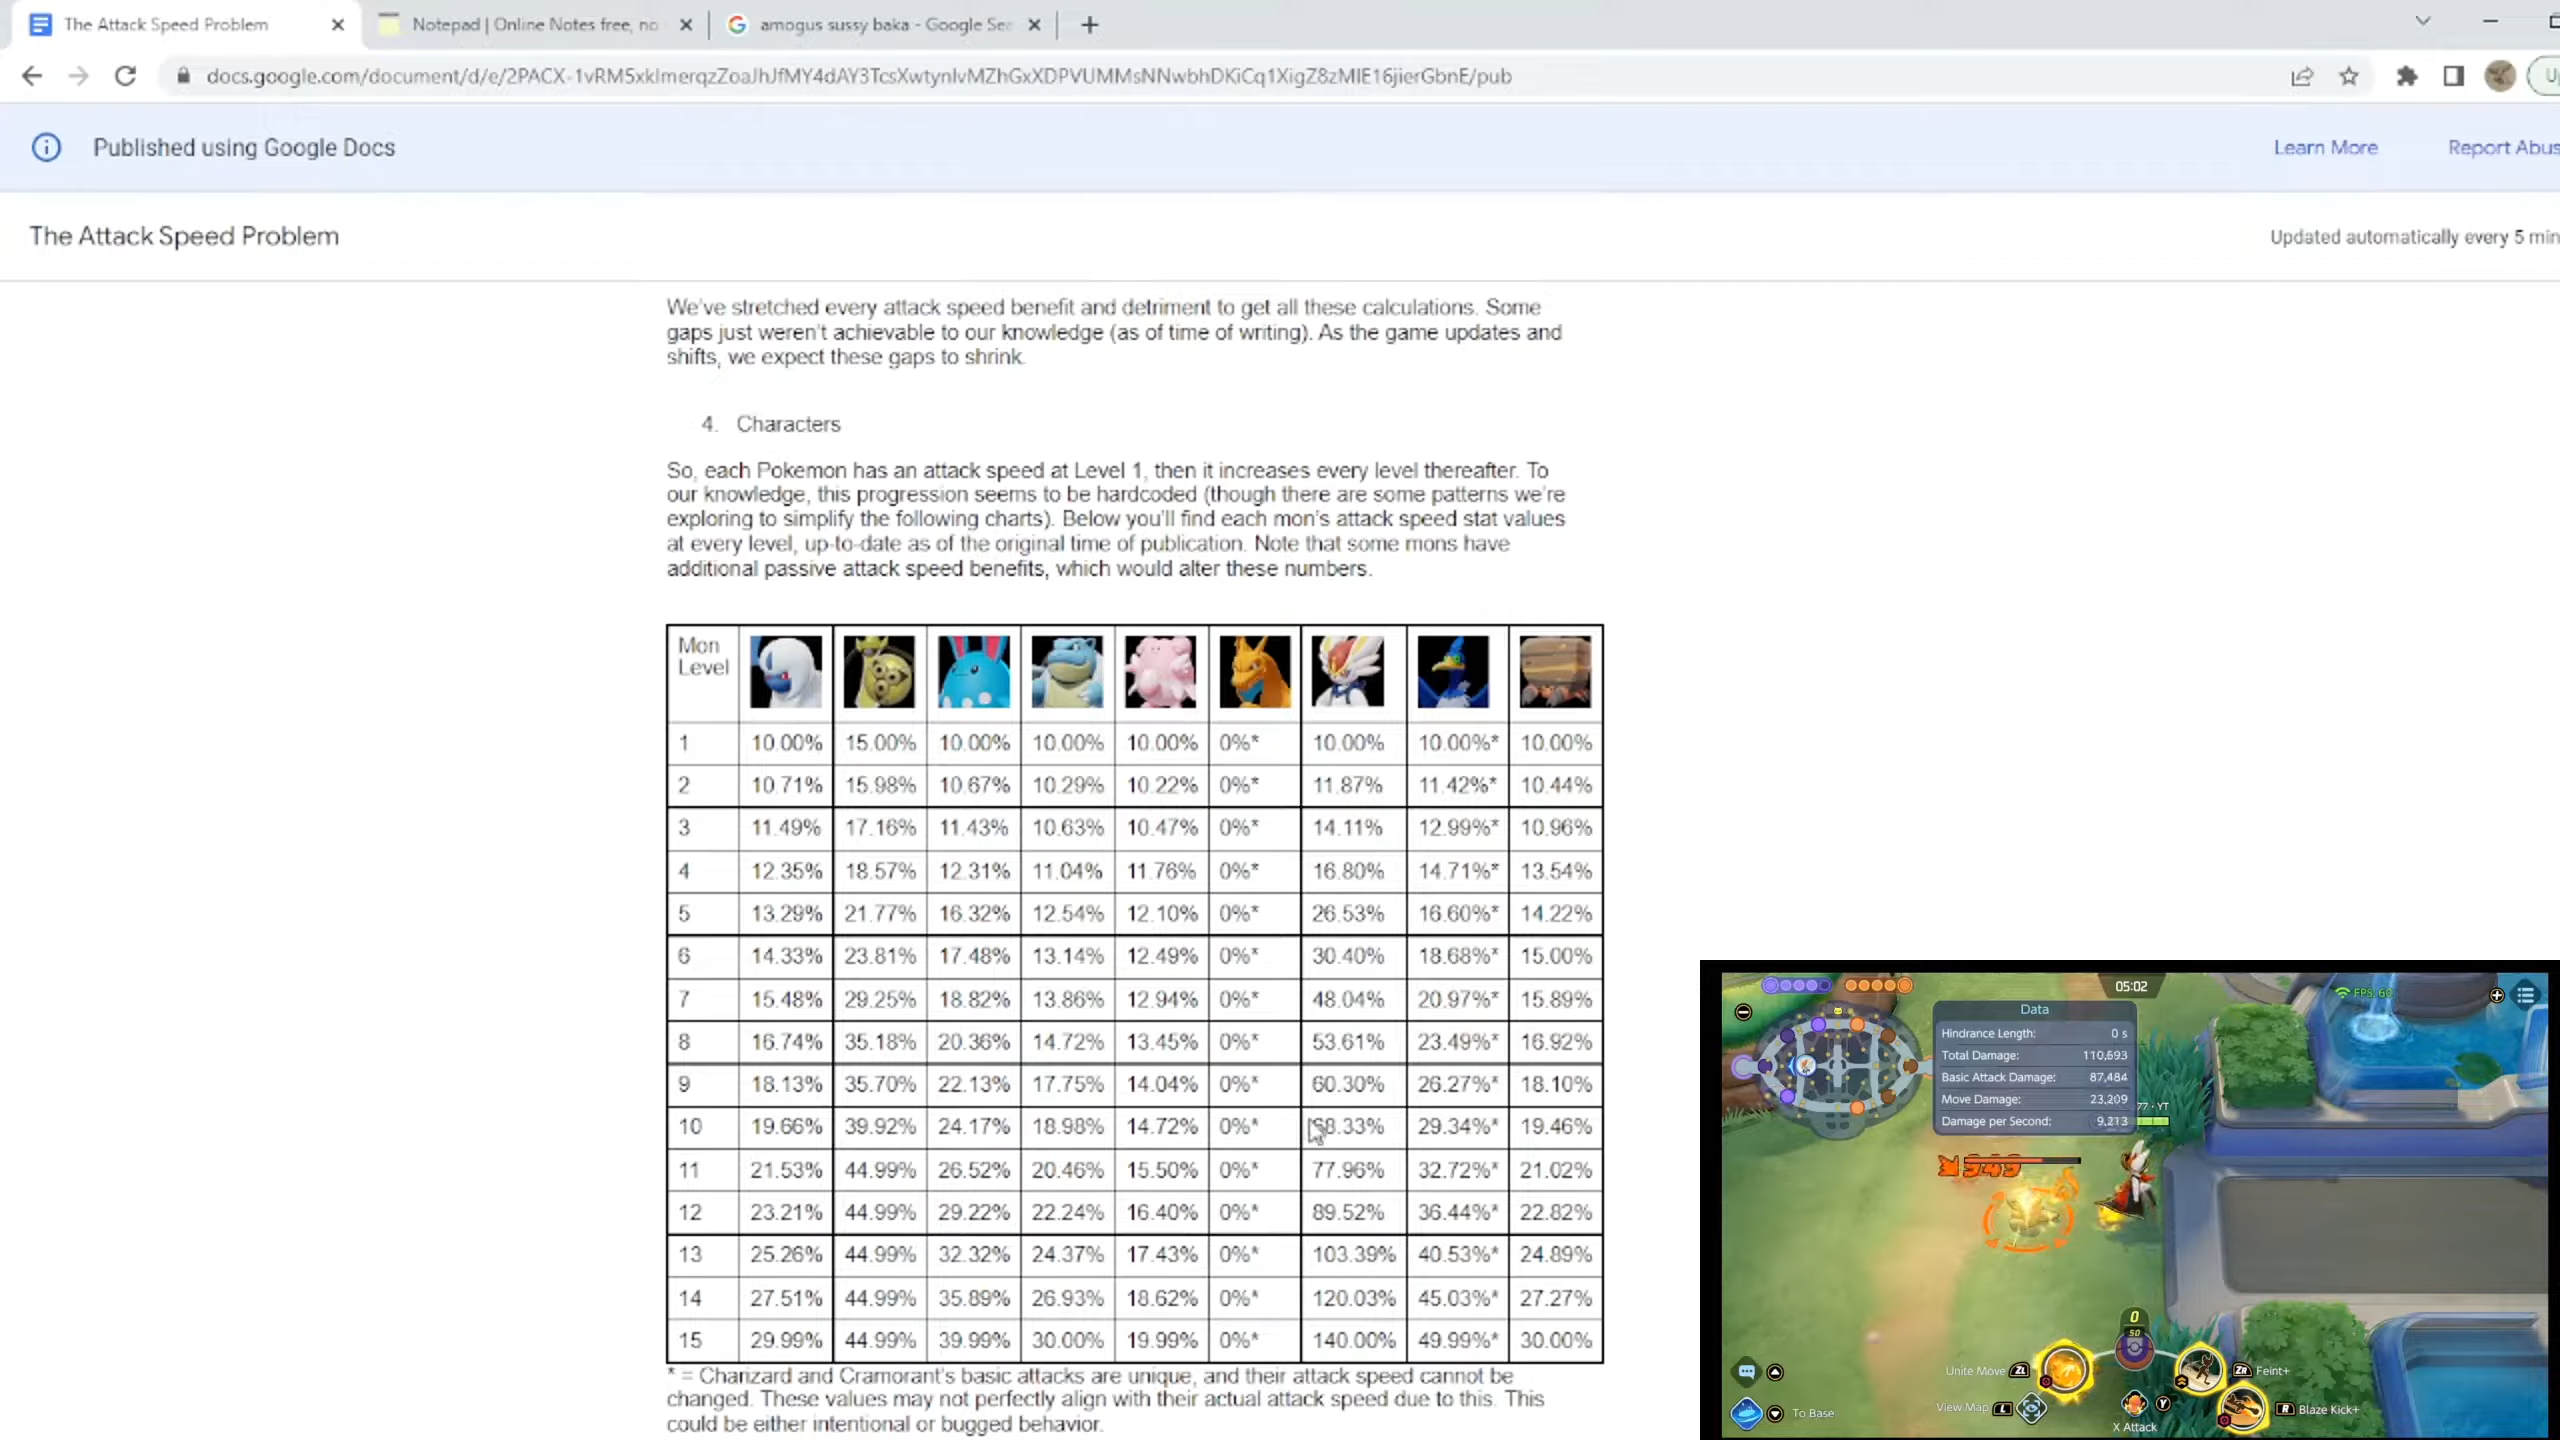 The Attack Speed Problem
Notepad | Online Notes free, no
amogus sussy baka - Google Se
docs.google.com/document/d/e/2PACX-1vRM5xkImerqzZoaJhJfMY4dAY3TcsXwtynIvMZhGxXDPVUMMsNNwbhDKiCq1XigZ8zMIE16jierGbnE/pub
Published using Google Docs
Learn More
Report Abus
The Attack Speed Problem
Updated automatically every 5 min
We've stretched every attack speed benefit and detriment to get all these calculations. Some
gaps just weren't achievable to our knowledge (as of time of writing). As the game updates and
shifts, we expect these gaps to shrink.
4. Characters
So, each Pokemon has an attack speed at Level 1, then it increases every level thereafter. To
our knowledge, this progression seems to be hardcoded (though there are some patterns we're
exploring to simplify the following charts). Below you'll find each mon's attack speed stat values
at every level, up-to-date as of the original time of publication. Note that some mons have
additional passive attack speed benefits, which would alter these numbers.
Mon
Level
1 10.00% 15.00% 10.00% 10.00% 10.00% 0%* 10.00% 10.00%* 10.00%
2 10.71% 15.98% 10.67% 10.29% 10.22% 0%* 11.87% 11.42%* 10.44%
3 11.49% 17.16% 11.43% 10.63% 10.47% 0%* 14.11% 12.99%* 10.96%
4 12.35% 18.57% 12.31% 11.04% 11.76% 0%* 16.80% 14.71%* 13.54%
5 13.29% 21.77% 16.32% 12.54% 12.10% 0%* 26.53% 16.60%* 14.22%
6 14.33% 23.81% 17.48% 13.14% 12.49% 0%* 30.40% 18.68%* 15.00%
7 15.48% 29.25% 18.82% 13.86% 12.94% 0%* 48.04% 20.97%* 15.89%
8 16.74% 35.18% 20.36% 14.72% 13.45% 0%* 53.61% 23.49%* 16.92%
9 18.13% 35.70% 22.13% 17.75% 14.04% 0%* 60.30% 26.27%* 18.10%
10 19.66% 39.92% 24.17% 18.98% 14.72% 0%* 68.33% 29.34%* 19.46%
11 21.53% 44.99% 26.52% 20.46% 15.50% 0%* 77.96% 32.72%* 21.02%
12 23.21% 44.99% 29.22% 22.24% 16.40% 0%* 89.52% 36.44%* 22.82%
13 25.26% 44.99% 32.32% 24.37% 17.43% 0%* 103.39% 40.53%* 24.89%
14 27.51% 44.99% 35.89% 26.93% 18.62% 0%* 120.03% 45.03%* 27.27%
15 29.99% 44.99% 39.99% 30.00% 19.99% 0%* 140.00% 49.99%* 30.00%
* = Charizard and Cramorant's basic attacks are unique, and their attack speed cannot be
changed. These values may not perfectly align with their actual attack speed due to this. This
could be either intentional or bugged behavior.
05:02
FPS: 60
Data
Hindrance Length: 0 s
Total Damage: 110,693
Basic Attack Damage: 87,484
Move Damage: 23,209
Damage per Second: 9,213
77 · YT
0
50
Unite Move ZL
ZR Feint+
View Map L
Y
R Blaze Kick+
To Base
X Attack